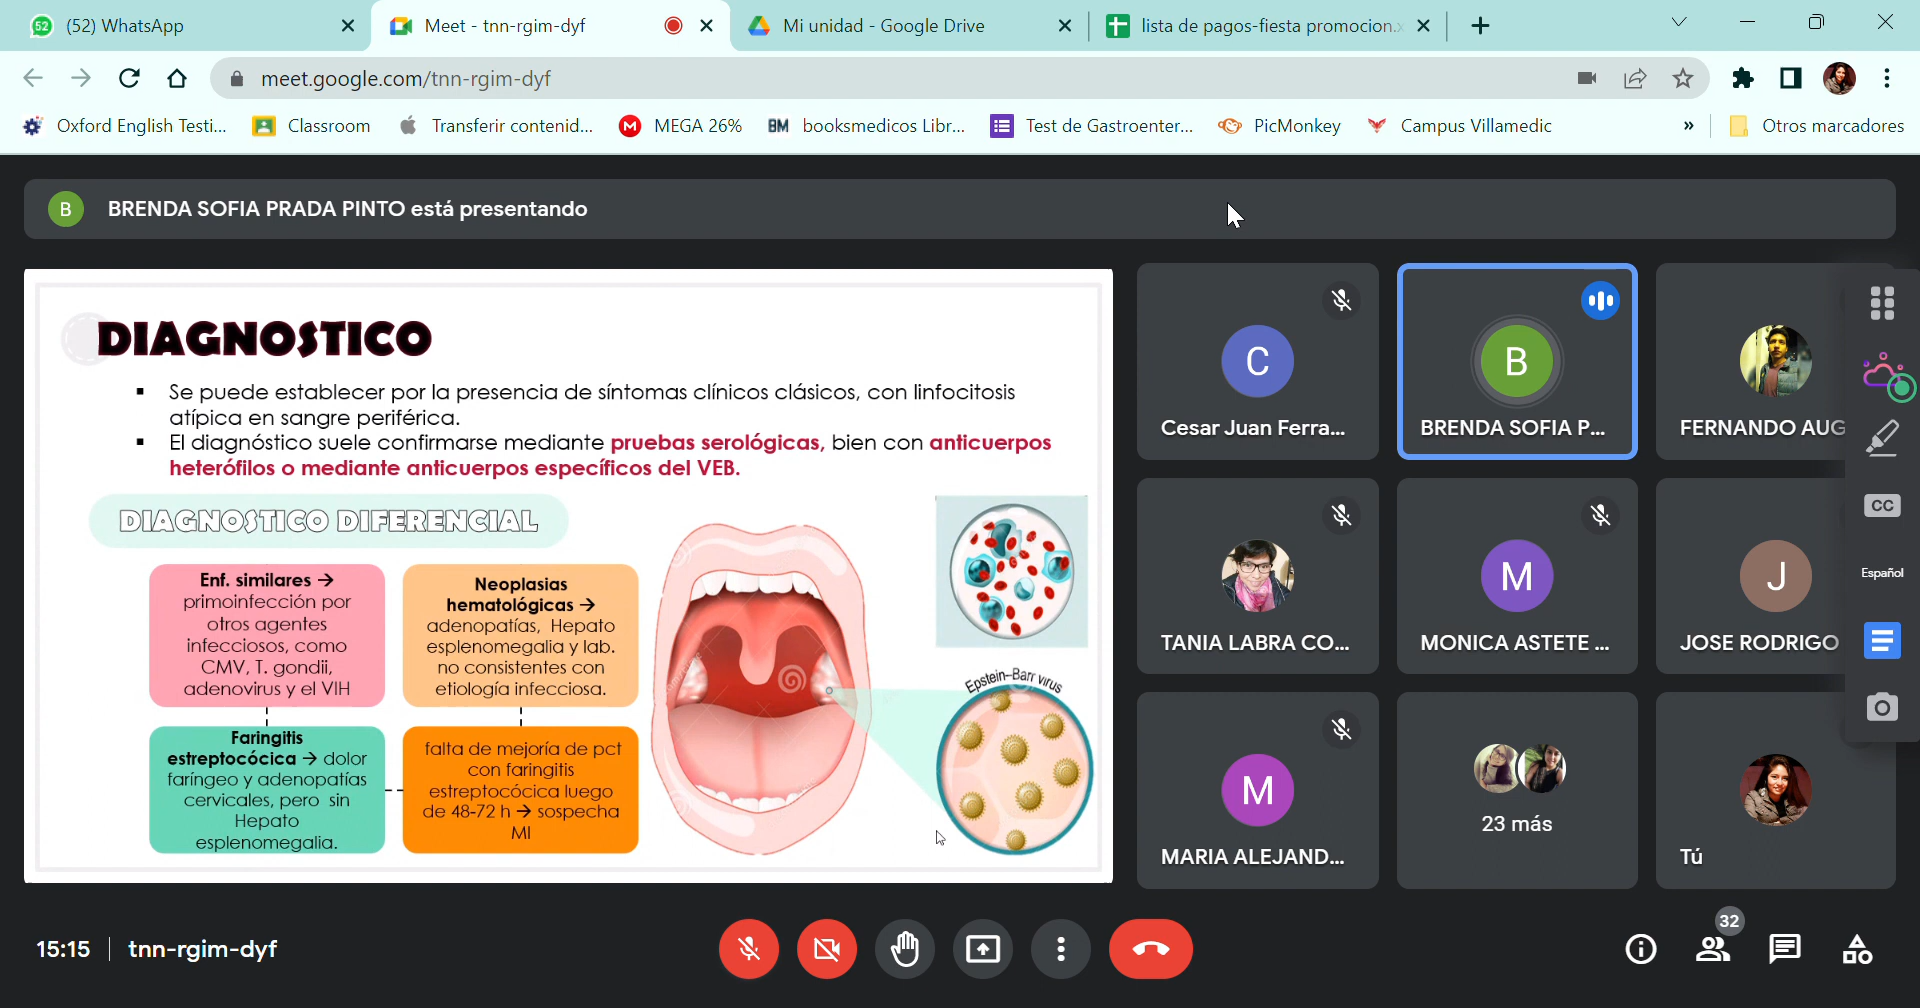 (52) WhatsApp
Meet - tnn-rgim-dyf
Mi unidad - Google Drive
lista de pagos-fiesta promocion.x
meet.google.com/tnn-rgim-dyf
Oxford English Testi...
Classroom
Transferir contenid...
MEGA 26%
BM booksmedicos Libr...
Test de Gastroenter...
PicMonkey
Campus Villamedic
»
Otros marcadores
B
BRENDA SOFIA PRADA PINTO está presentando
DIAGNOSTICO
▪ Se puede establecer por la presencia de síntomas clínicos clásicos, con linfocitosis
atípica en sangre periférica.
▪ El diagnóstico suele confirmarse mediante pruebas serológicas, bien con anticuerpos
heterófilos o mediante anticuerpos específicos del VEB.
DIAGNOSTICO DIFERENCIAL
Enf. similares →
primoinfección por
otros agentes
infecciosos, como
CMV, T. gondii,
adenovirus y el VIH
Neoplasias
hematológicas →
adenopatías, Hepato
esplenomegalia y lab.
no consistentes con
etiología infecciosa.
Faringitis
estreptocócica → dolor
faríngeo y adenopatías
cervicales, pero sin
Hepato
esplenomegalia.
falta de mejoría de pct
con faringitis
estreptocócica luego
de 48-72 h → sospecha
MI
Epstein-Barr virus
C
Cesar Juan Ferra...
B
BRENDA SOFIA P...
FERNANDO AUG
TANIA LABRA CO...
M
MONICA ASTETE ...
J
JOSE RODRIGO
M
MARIA ALEJAND...
23 más
Tú
CC
Español
15:15
tnn-rgim-dyf
32